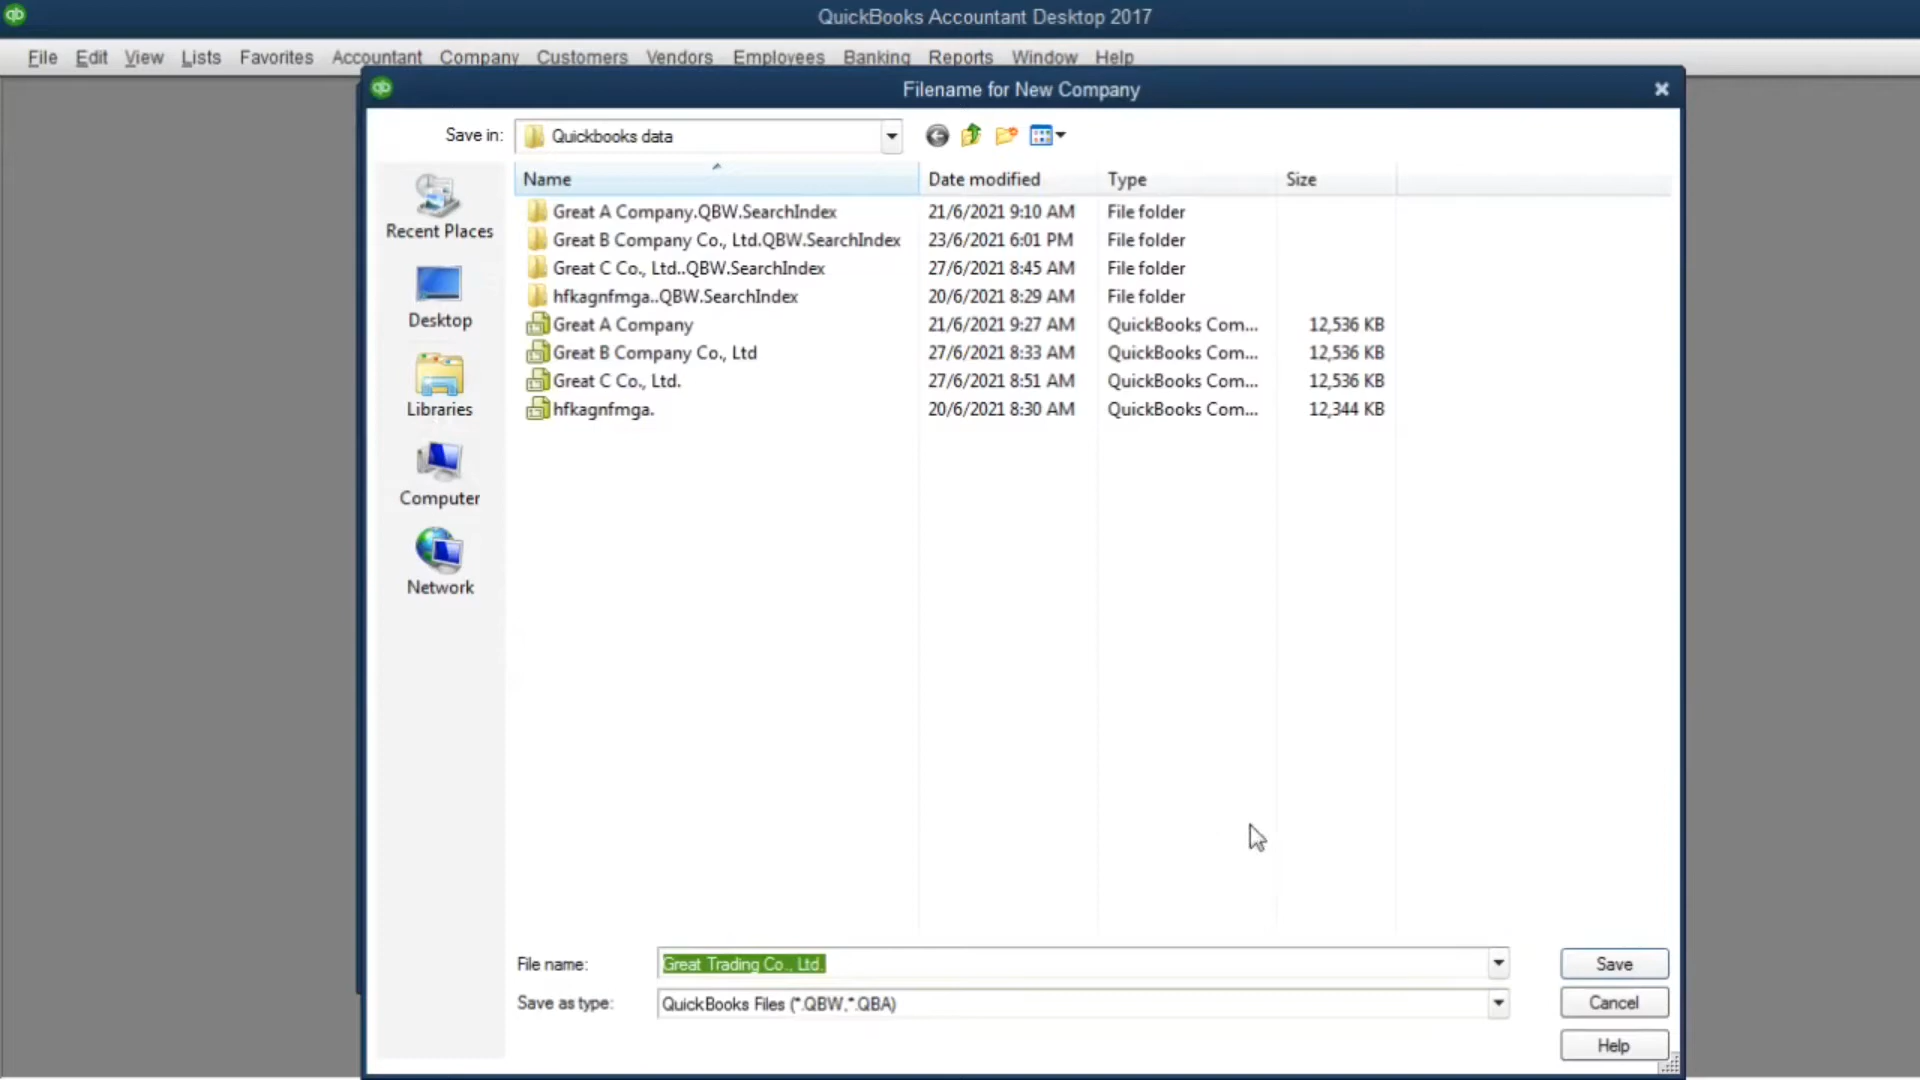 qb QuickBooks Accountant Desktop 2017
File Edit View Lists Favorites Accountant Company Customers Vendors Employees Banking Reports Window Help
qb Filename for New Company
Save in: Quickbooks data
Name Date modified Type Size
Great A Company.QBW.SearchIndex 21/6/2021 9:10 AM File folder
Great B Company Co., Ltd.QBW.SearchIndex 23/6/2021 6:01 PM File folder
Great C Co., Ltd..QBW.SearchIndex 27/6/2021 8:45 AM File folder
hfkagnfmga..QBW.SearchIndex 20/6/2021 8:29 AM File folder
Great A Company 21/6/2021 9:27 AM QuickBooks Com... 12,536 KB
Great B Company Co., Ltd 27/6/2021 8:33 AM QuickBooks Com... 12,536 KB
Great C Co., Ltd. 27/6/2021 8:51 AM QuickBooks Com... 12,536 KB
hfkagnfmga. 20/6/2021 8:30 AM QuickBooks Com... 12,344 KB
Recent Places
Desktop
Libraries
Computer
Network
File name: Great Trading Co., Ltd. Save
Save as type: QuickBooks Files (*.QBW,*.QBA) Cancel
Help